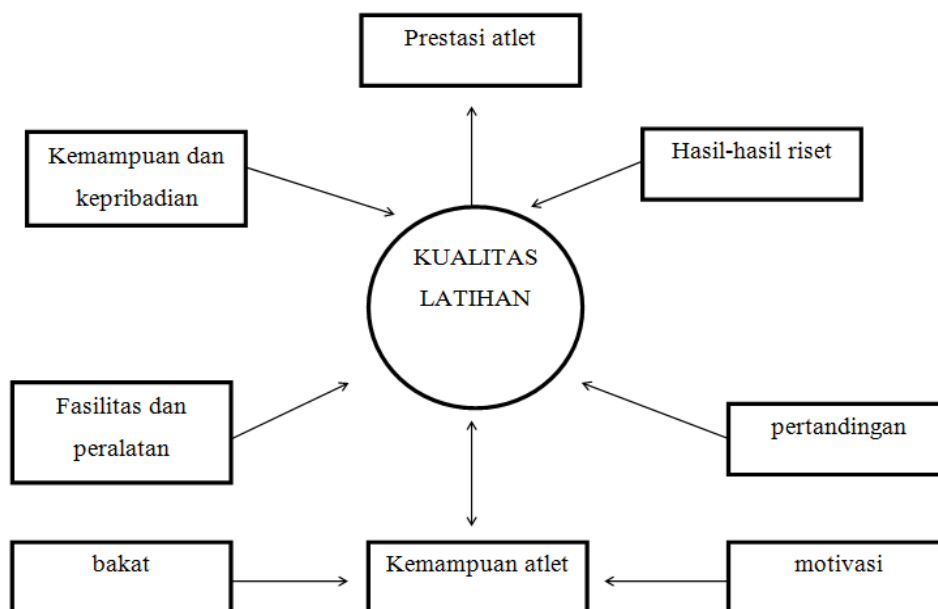 Prestasi atlet
Kemampuan dan
kepribadian
Hasil-hasil riset
KUALITAS
LATIHAN
Fasilitas dan
peralatan
pertandingan
bakat
Kemampuan atlet
motivasi